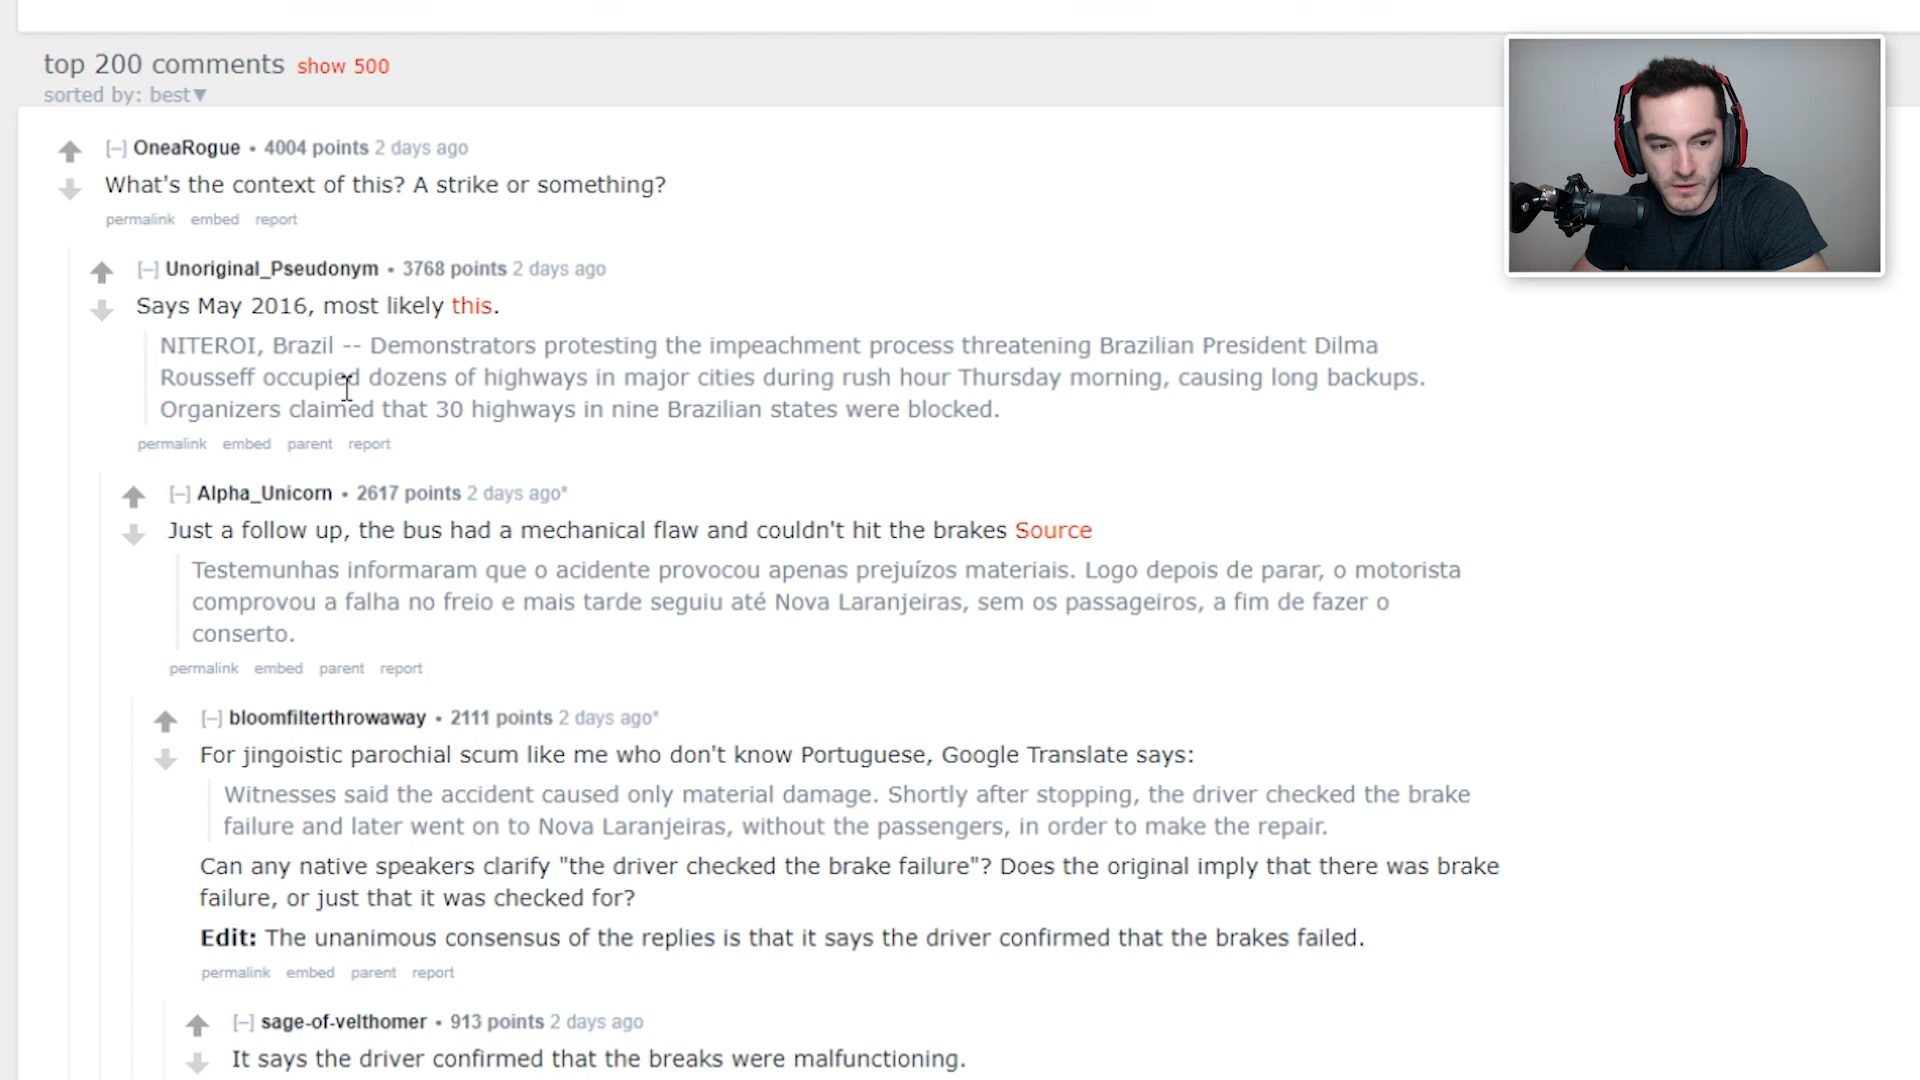 top 200 comments show 500
sorted by: best▼
[–] OneaRogue • 4004 points 2 days ago
What's the context of this? A strike or something?
permalink embed report
[–] Unoriginal_Pseudonym • 3768 points 2 days ago
Says May 2016, most likely this.
NITEROI, Brazil -- Demonstrators protesting the impeachment process threatening Brazilian President Dilma
Rousseff occupied dozens of highways in major cities during rush hour Thursday morning, causing long backups.
Organizers claimed that 30 highways in nine Brazilian states were blocked.
permalink embed parent report
[–] Alpha_Unicorn • 2617 points 2 days ago*
Just a follow up, the bus had a mechanical flaw and couldn't hit the brakes Source
Testemunhas informaram que o acidente provocou apenas prejuízos materiais. Logo depois de parar, o motorista
comprovou a falha no freio e mais tarde seguiu até Nova Laranjeiras, sem os passageiros, a fim de fazer o
conserto.
permalink embed parent report
[–] bloomfilterthrowaway • 2111 points 2 days ago*
For jingoistic parochial scum like me who don't know Portuguese, Google Translate says:
Witnesses said the accident caused only material damage. Shortly after stopping, the driver checked the brake
failure and later went on to Nova Laranjeiras, without the passengers, in order to make the repair.
Can any native speakers clarify "the driver checked the brake failure"? Does the original imply that there was brake
failure, or just that it was checked for?
Edit: The unanimous consensus of the replies is that it says the driver confirmed that the brakes failed.
permalink embed parent report
[–] sage-of-velthomer • 913 points 2 days ago
It says the driver confirmed that the breaks were malfunctioning.